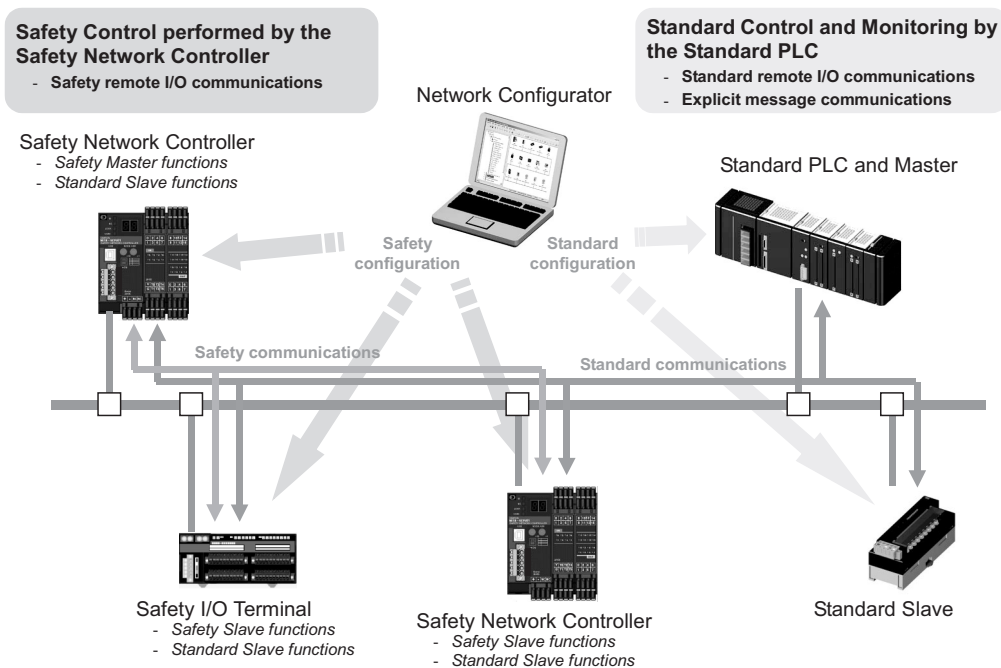 Safety Control performed by the
Safety Network Controller
- Safety remote I/O communications
Standard Control and Monitoring by
the Standard PLC
- Standard remote I/O communications
- Explicit message communications
Network Configurator
Safety Network Controller
- Safety Master functions
- Standard Slave functions
Standard PLC and Master
Safety
configuration
Standard
configuration
Safety communications
Standard communications
Safety I/O Terminal
- Safety Slave functions
- Standard Slave functions
Safety Network Controller
- Safety Slave functions
- Standard Slave functions
Standard Slave